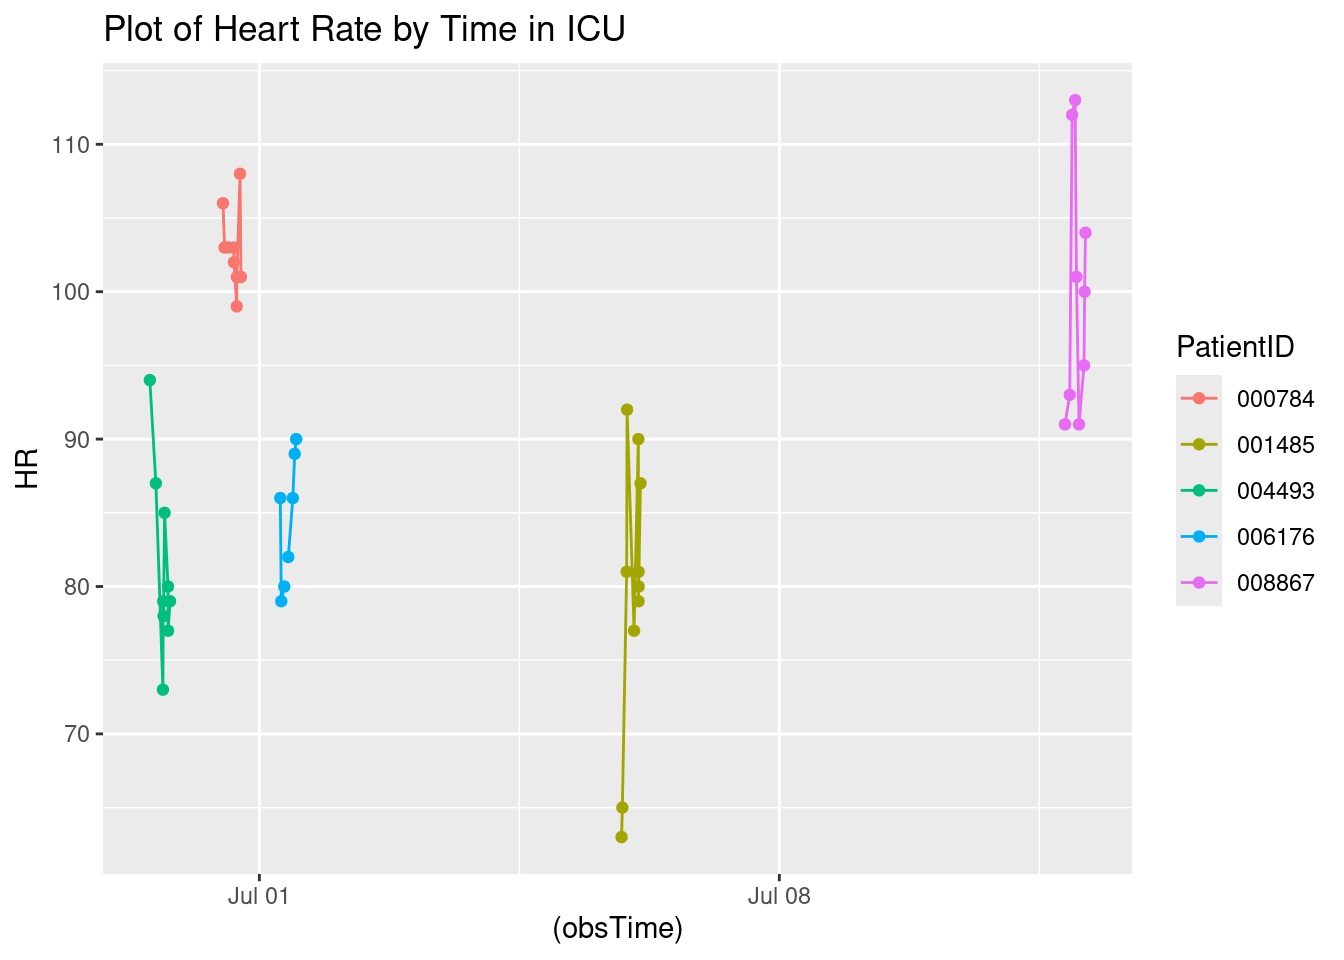 Plot of Heart Rate by Time in ICU
110
100
90
80
70
HR
Jul 01
Jul 08
(obsTime)
PatientID
000784
001485
004493
006176
008867